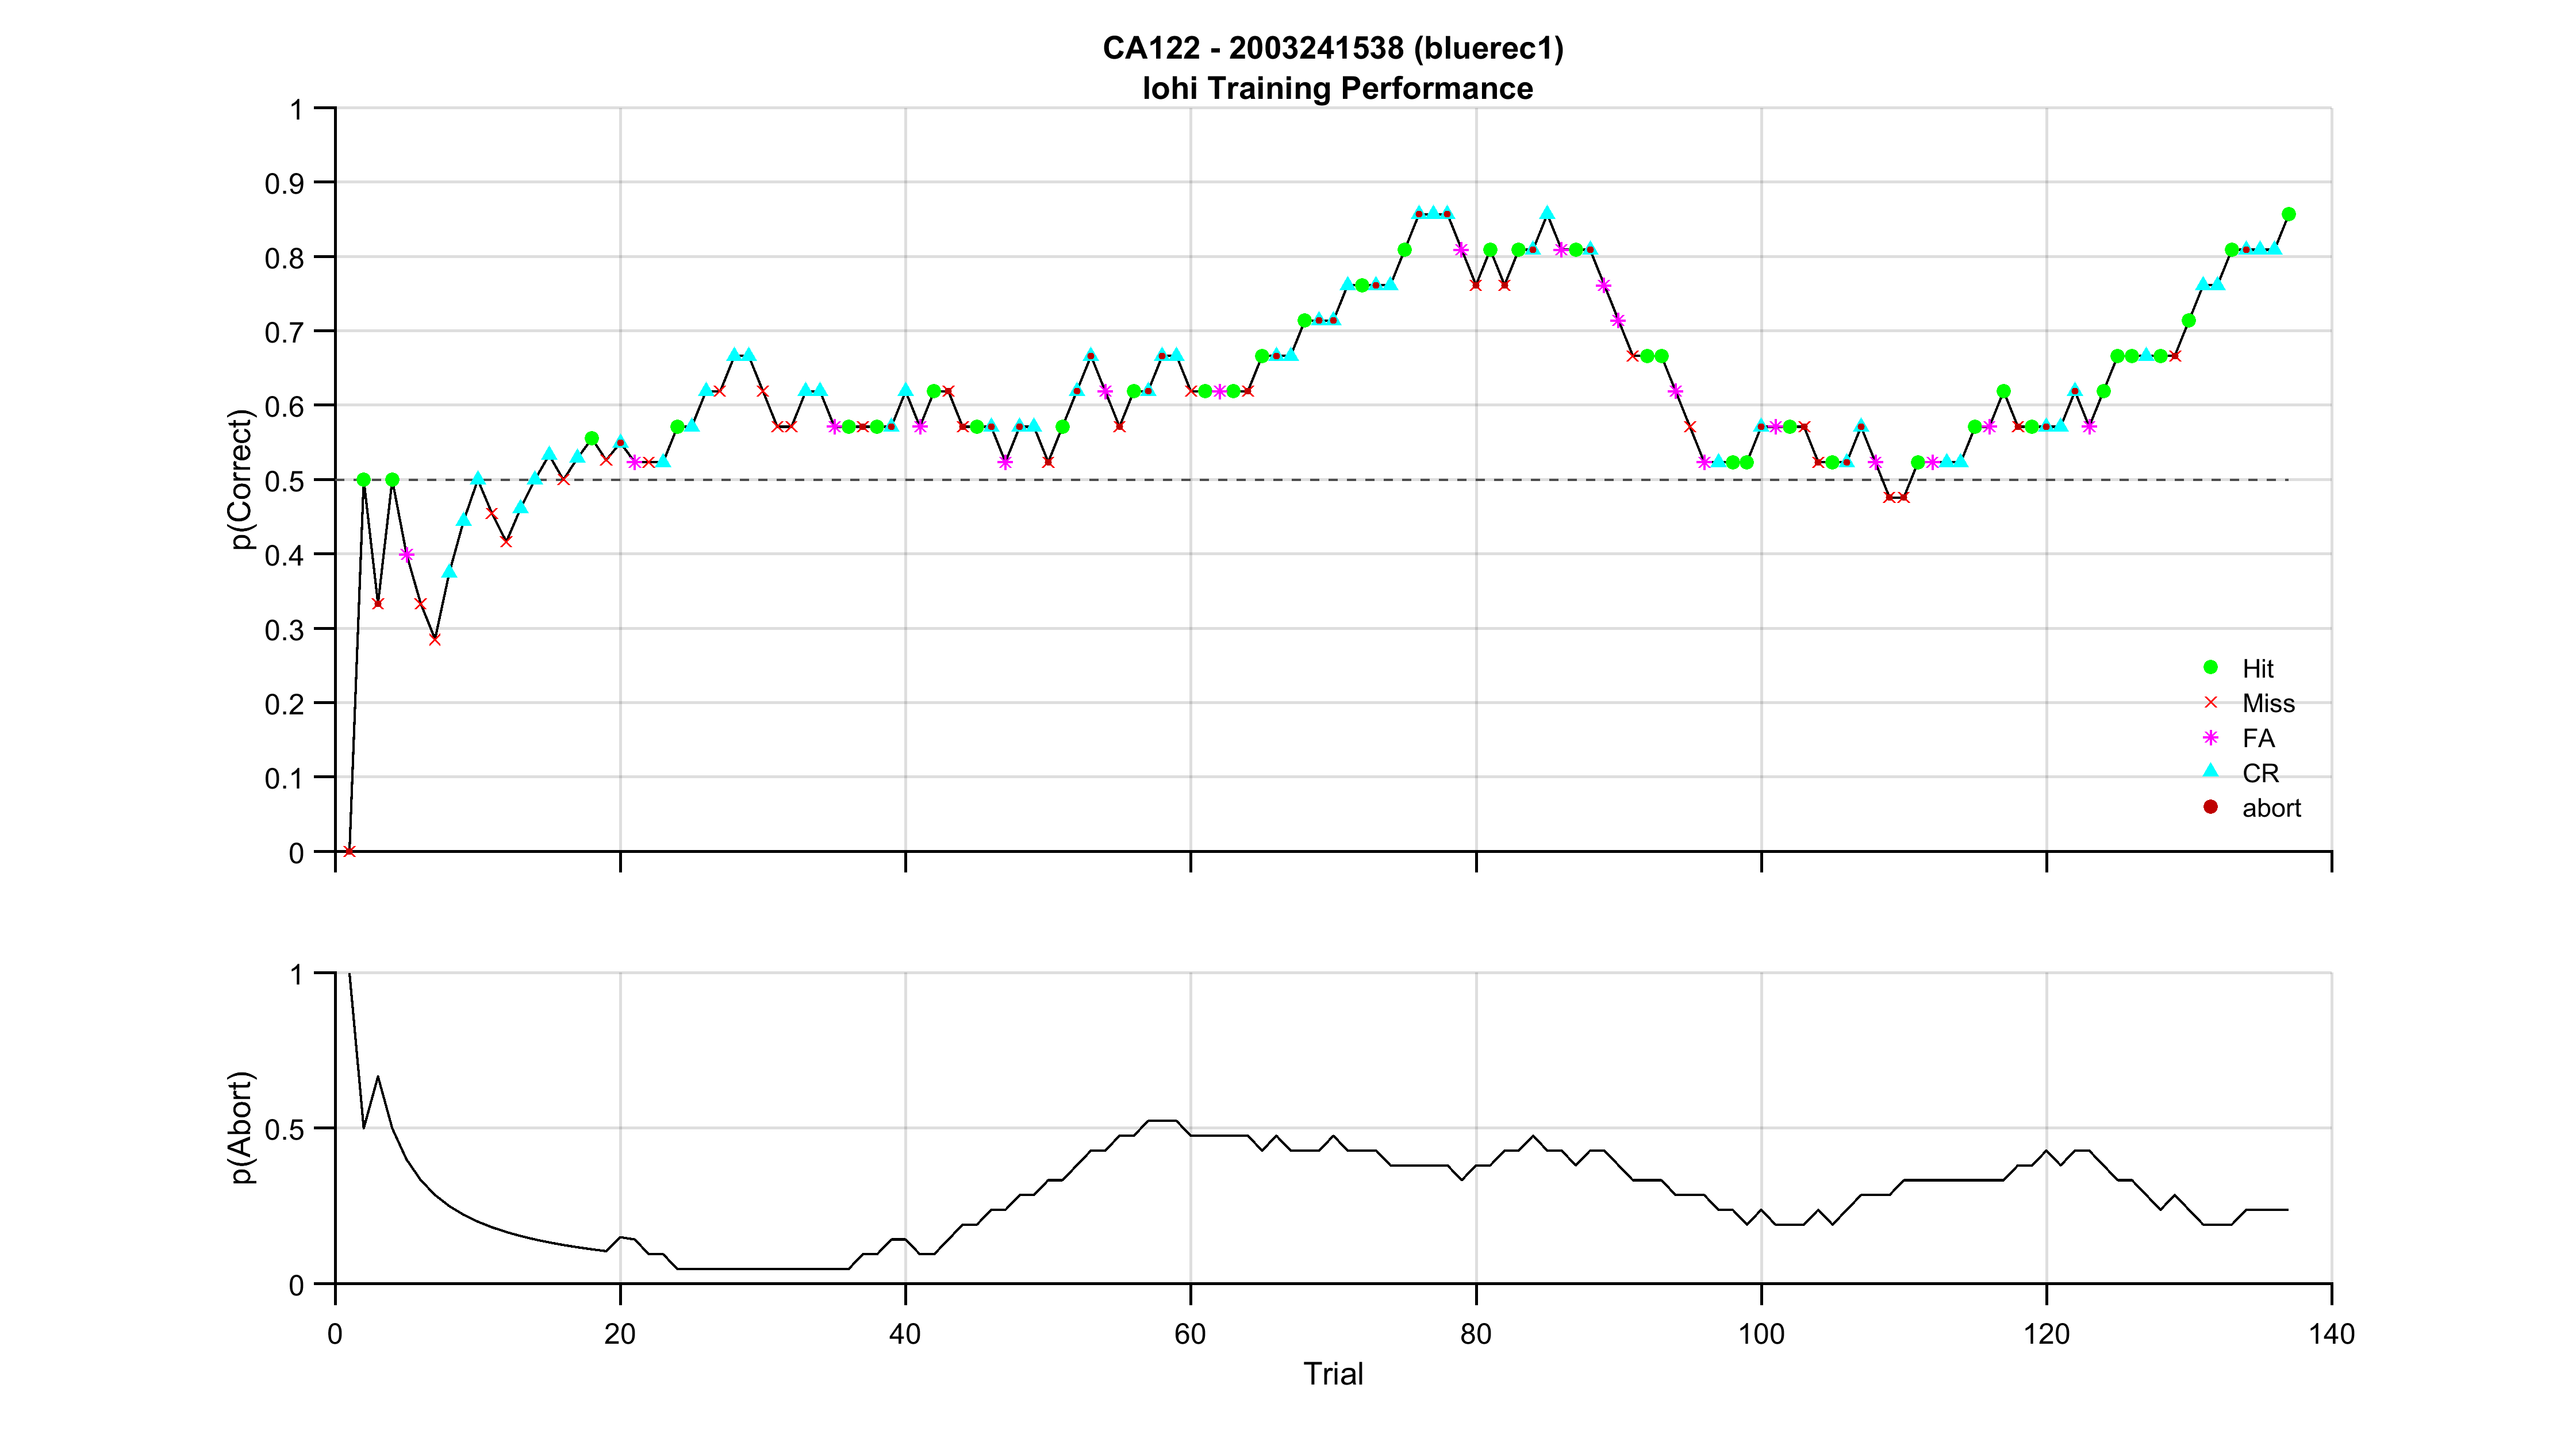 CA122 - 2003241538 (bluerec1)
lohi Training Performance
p(Correct)
1
0.9
0.8
0.7
0.6
0.5
0.4
0.3
0.2
0.1
0
Hit
Miss
FA
CR
abort
p(Abort)
1
0.5
0
0 20 40 60 80 100 120 140
Trial